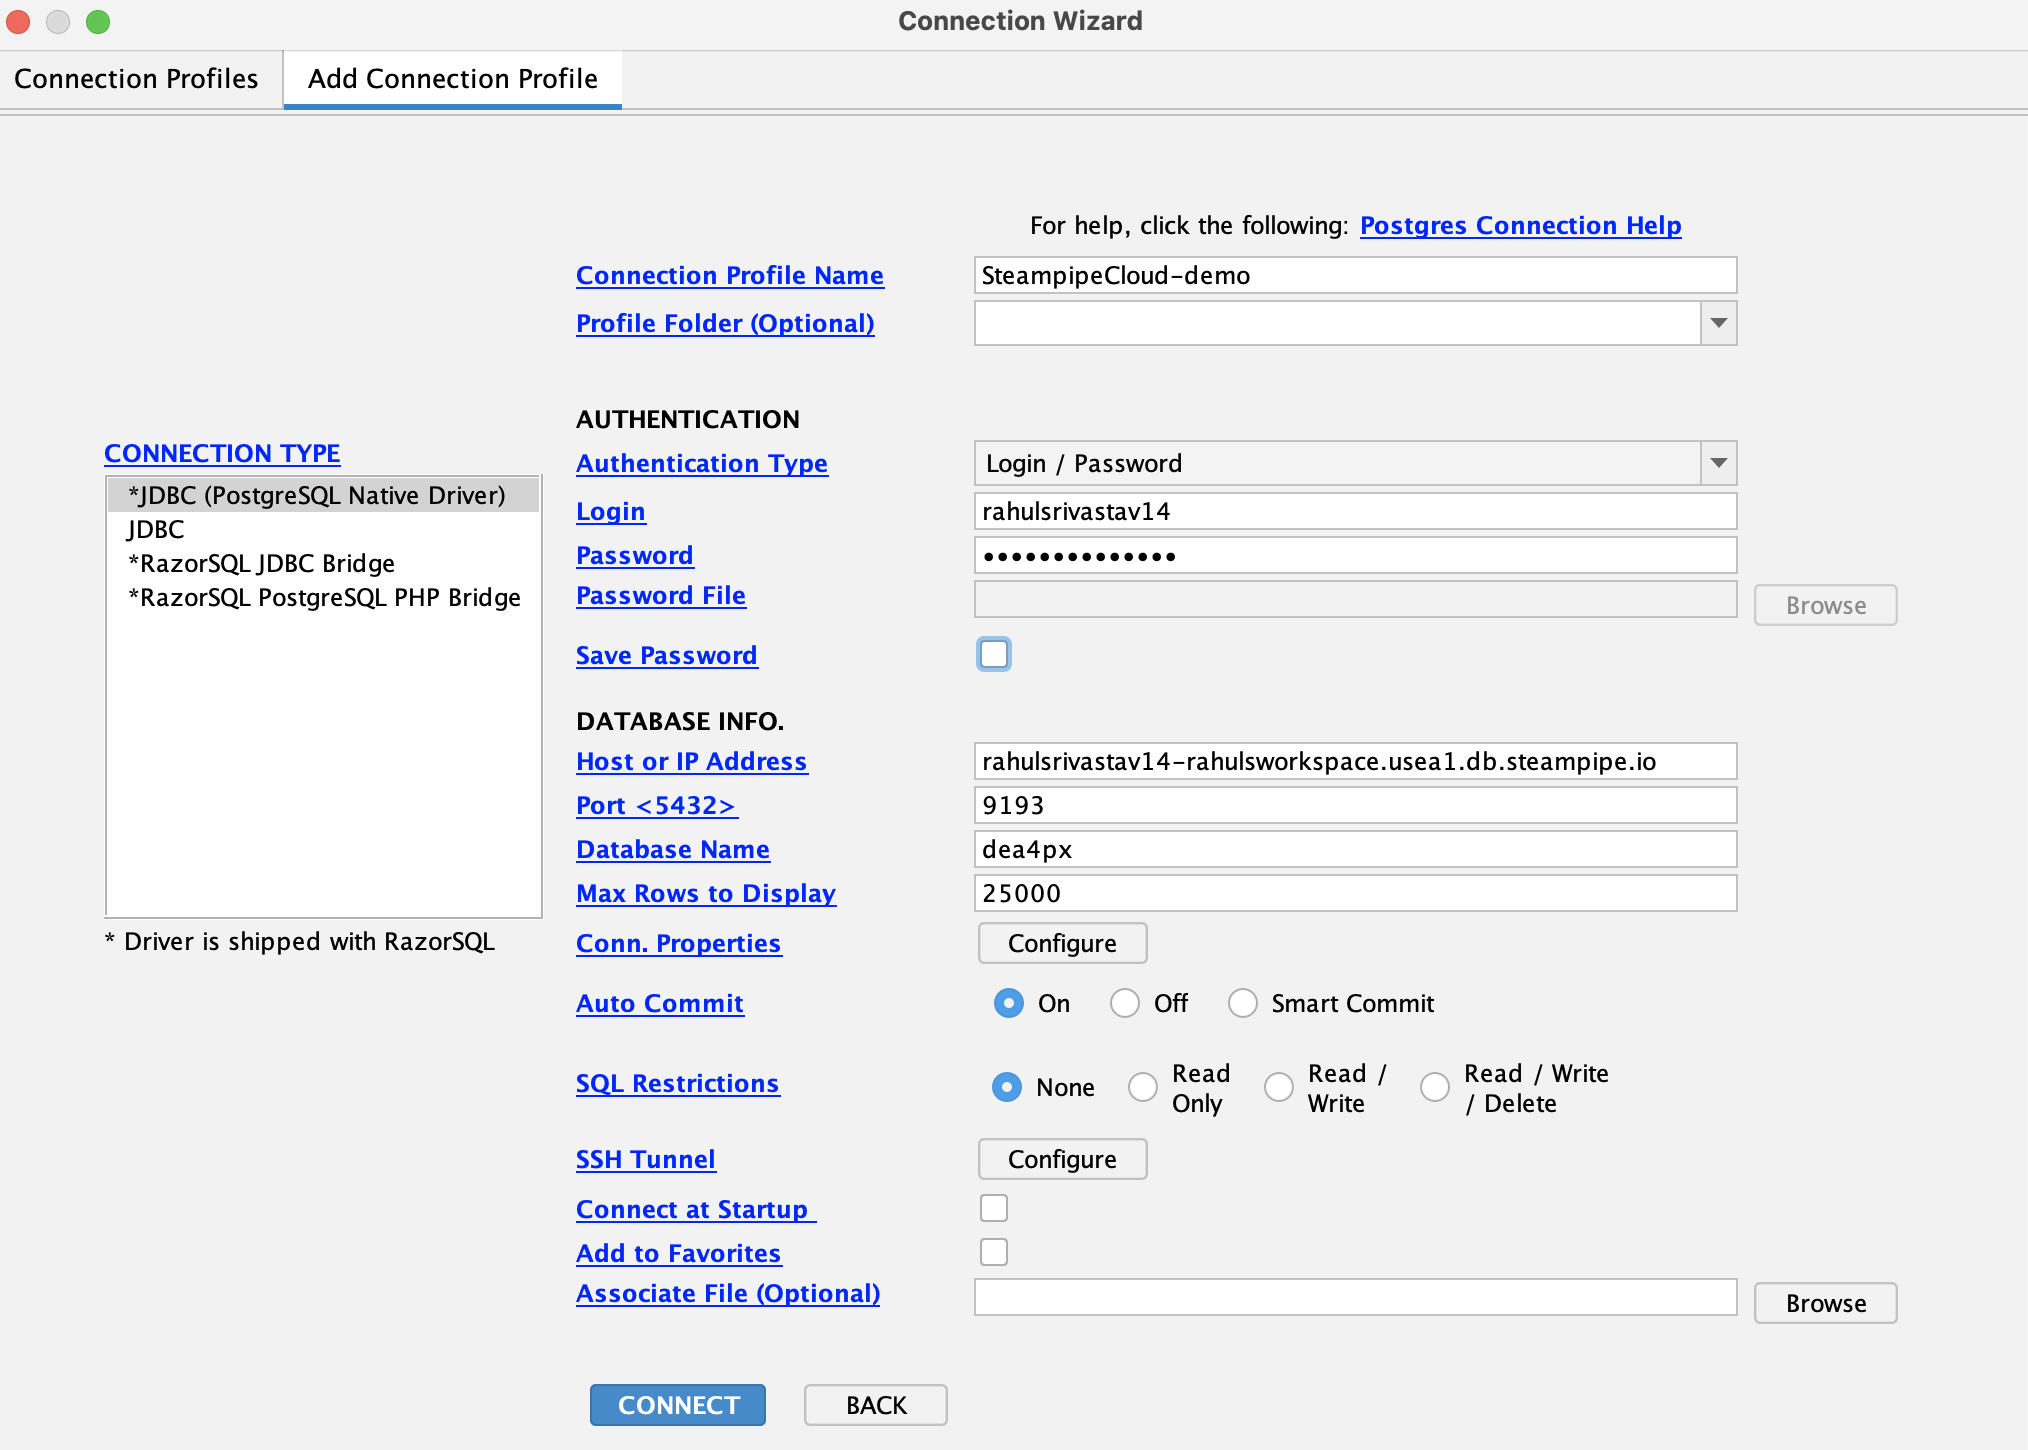 Connection Wizard
Connection Profiles
Add Connection Profile
For help, click the following: Postgres Connection Help
Connection Profile Name
SteampipeCloud-demo
Profile Folder (Optional)
CONNECTION TYPE
*JDBC (PostgreSQL Native Driver)
JDBC
*RazorSQL JDBC Bridge
*RazorSQL PostgreSQL PHP Bridge
* Driver is shipped with RazorSQL
AUTHENTICATION
Authentication Type
Login / Password
Login
rahulsrivastav14
Password
••••••••••••••
Password File
Browse
Save Password
DATABASE INFO.
Host or IP Address
rahulsrivastav14-rahulsworkspace.usea1.db.steampipe.io
Port <5432>
9193
Database Name
dea4px
Max Rows to Display
25000
Conn. Properties
Configure
Auto Commit
On
Off
Smart Commit
SQL Restrictions
None
Read
Only
Read /
Write
Read / Write
/ Delete
SSH Tunnel
Configure
Connect at Startup
Add to Favorites
Associate File (Optional)
Browse
CONNECT
BACK